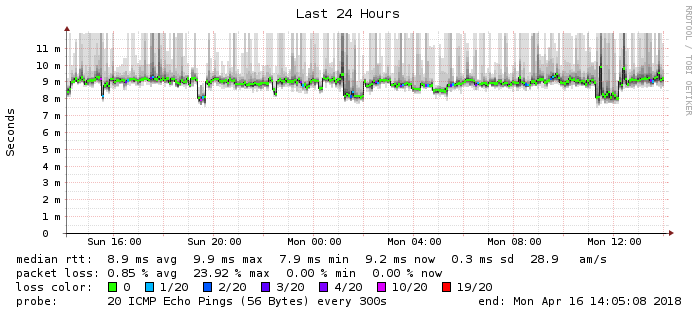 Last 24 Hours
RRDTOOL / TOBI OETIKER
Seconds
11 m
10 m
9 m
8 m
7 m
6 m
5 m
4 m
3 m
2 m
1 m
0
Sun 16:00 Sun 20:00 Mon 00:00 Mon 04:00 Mon 08:00 Mon 12:00
median rtt: 8.9 ms avg 9.9 ms max 7.9 ms min 9.2 ms now 0.3 ms sd 28.9 am/s
packet loss: 0.85 % avg 23.92 % max 0.00 % min 0.00 % now
loss color: 0 1/20 2/20 3/20 4/20 10/20 19/20
probe: 20 ICMP Echo Pings (56 Bytes) every 300s end: Mon Apr 16 14:05:08 2018